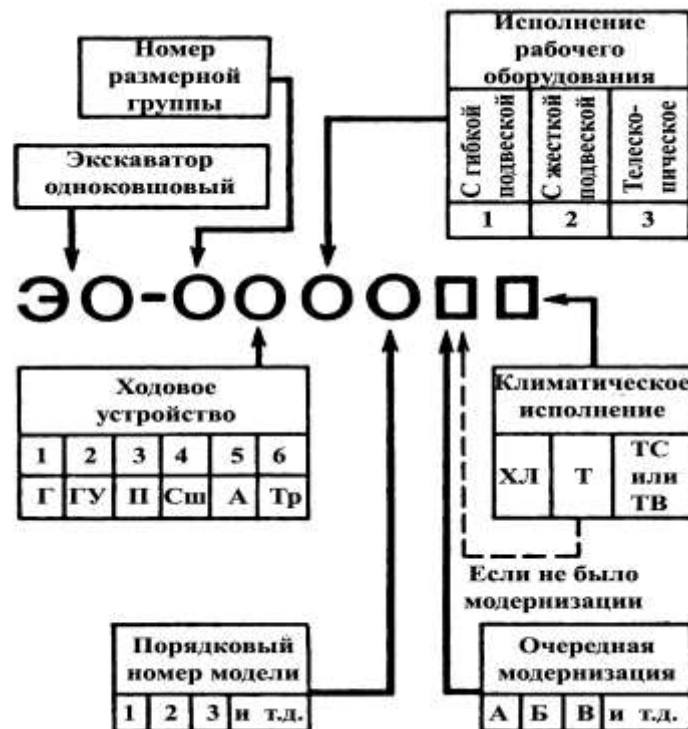 Номер
размерной
группы
Исполнение
рабочего
оборудования
С гибкой
подвеской
С жесткой
подвеской
Телеско-
пическое
1 2 3
Экскаватор
одноковшовый
ЭО-ОООО□□
Ходовое
устройство
1 2 3 4 5 6
Г ГУ П Сш А Тр
Климатическое
исполнение
ХЛ Т ТС
или
ТВ
Если не было
модернизации
Порядковый
номер модели
1 2 3 и т.д.
Очередная
модернизация
А Б В и т.д.